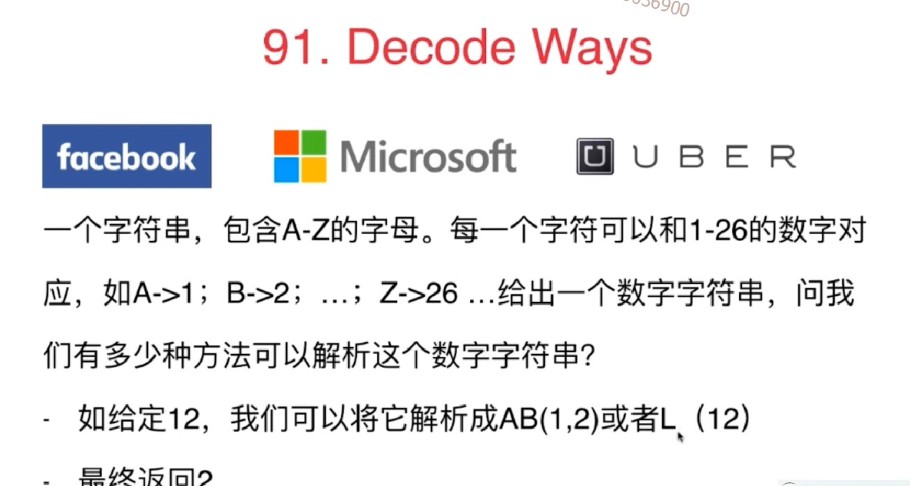 91. Decode Ways
facebook
Microsoft
UBER
一个字符串，包含A-Z的字母。每一个字符可以和1-26的数字对
应，如A->1；B->2；…；Z->26 …给出一个数字字符串，问我
们有多少种方法可以解析这个数字字符串？
- 如给定12，我们可以将它解析成AB(1,2)或者L（12）
- 最终返回2